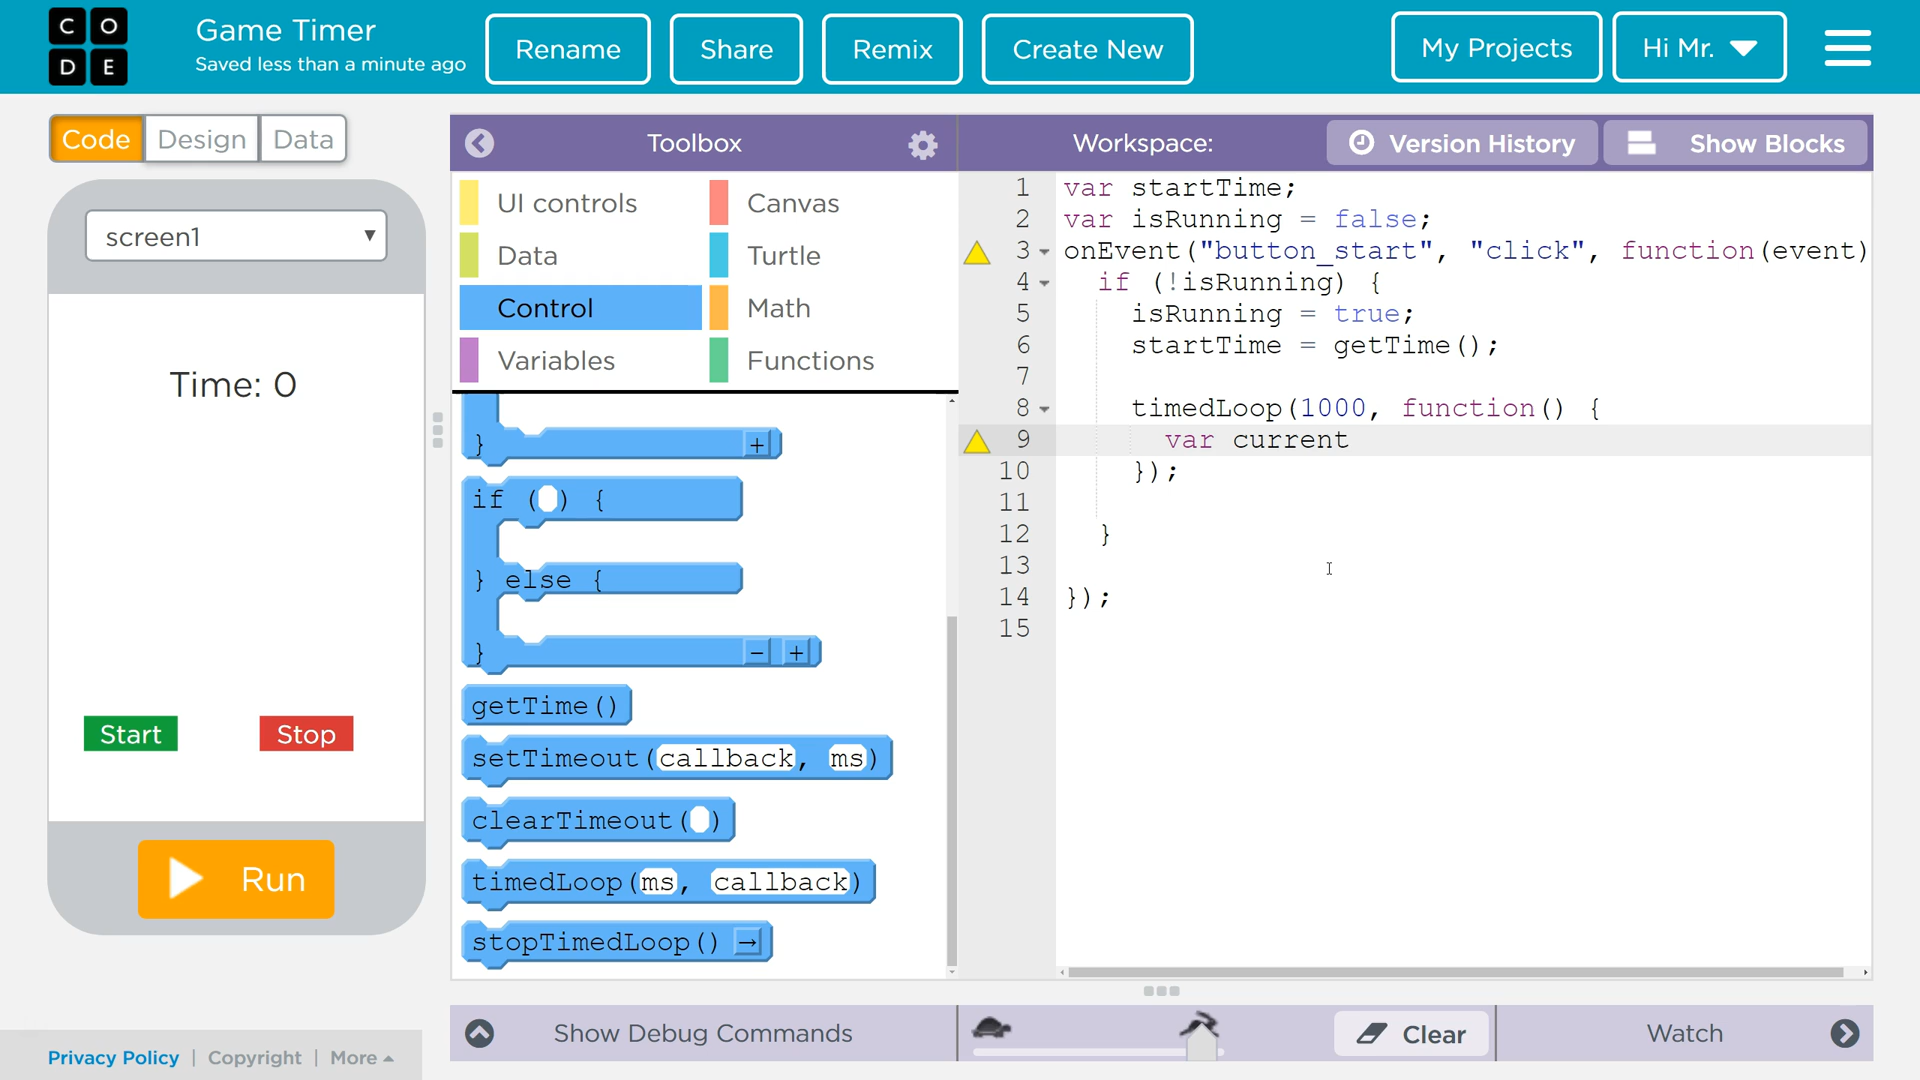 C O D E
Game Timer
Saved less than a minute ago
Rename
Share
Remix
Create New
My Projects
Hi Mr.
Code
Design
Data
screen1
Time: 0
Start
Stop
Run
Privacy Policy | Copyright | More
Toolbox
UI controls
Canvas
Data
Turtle
Control
Math
Variables
Functions
} +
if () {
} else {
} - +
getTime()
setTimeout(callback, ms)
clearTimeout()
timedLoop(ms, callback)
stopTimedLoop() →
Show Debug Commands
Workspace:
Version History
Show Blocks
1 var startTime;
2 var isRunning = false;
3 onEvent("button_start", "click", function(event)
4 if (!isRunning) {
5 isRunning = true;
6 startTime = getTime();
7
8 timedLoop(1000, function() {
9 var current
10 });
11
12 }
13
14 });
15
Clear
Watch